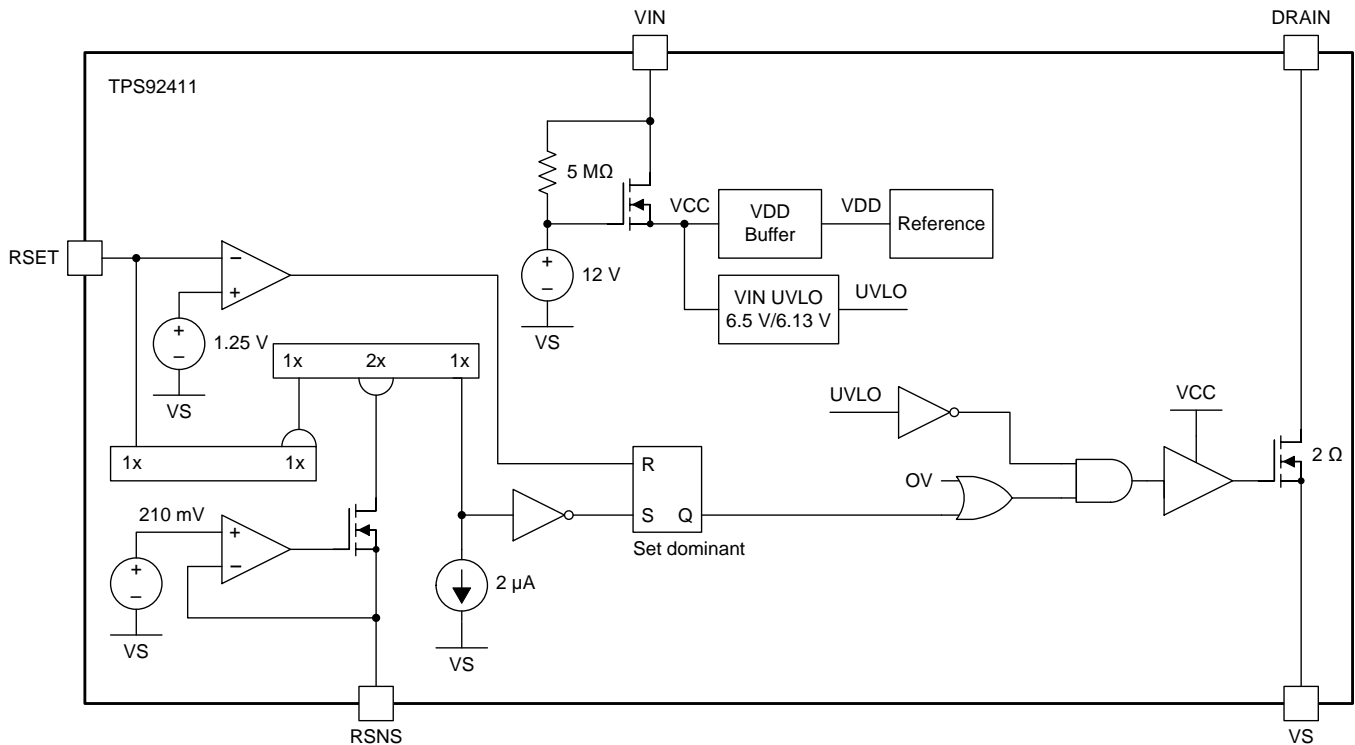 VIN
DRAIN
TPS92411
5 MΩ
VCC
VDD
Buffer
VDD
Reference
RSET
−
+
+
−
1.25 V
VS
+
−
12 V
VS
VIN UVLO
6.5 V/6.13 V
UVLO
1x
2x
1x
1x
1x
UVLO
VCC
2 Ω
OV
R
S
Q
Set dominant
210 mV
+
−
+
−
VS
2 µA
VS
RSNS
VS